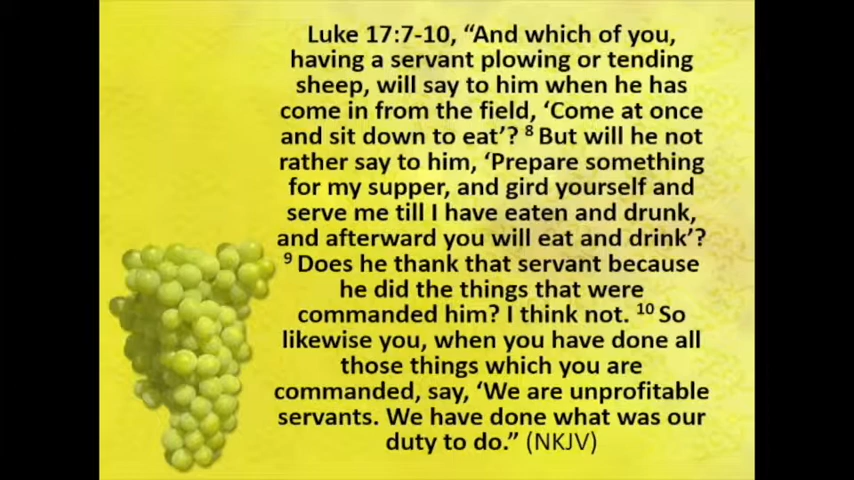 Luke 17:7-10, “And which of you,
having a servant plowing or tending
sheep, will say to him when he has
come in from the field, ‘Come at once
and sit down to eat’? 8 But will he not
rather say to him, ‘Prepare something
for my supper, and gird yourself and
serve me till I have eaten and drunk,
and afterward you will eat and drink’?
9 Does he thank that servant because
he did the things that were
commanded him? I think not. 10 So
likewise you, when you have done all
those things which you are
commanded, say, ‘We are unprofitable
servants. We have done what was our
duty to do.” (NKJV)